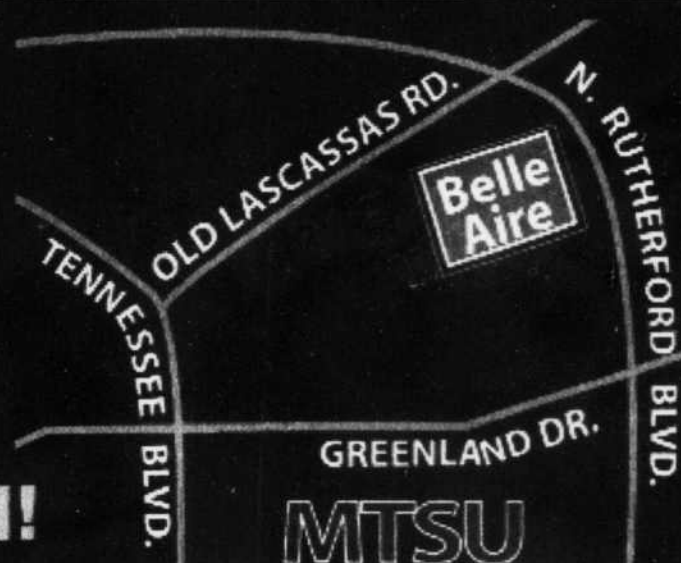 OLD LASCASSAS RD.
N. RUTHERFORD BLVD.
Belle
Aire
TENNESSEE BLVD.
GREENLAND DR.
MTSU